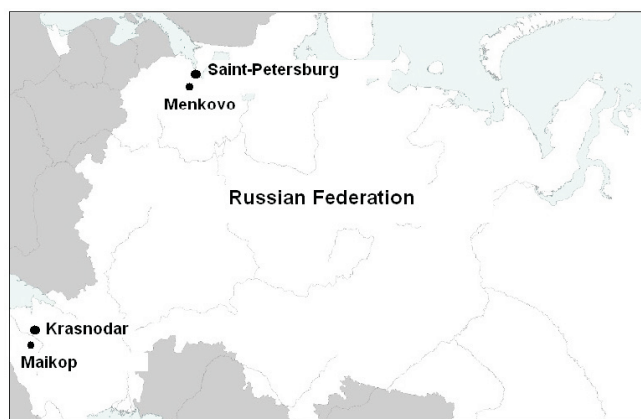 Saint-Petersburg
Menkovo
Russian Federation
Krasnodar
Maikop